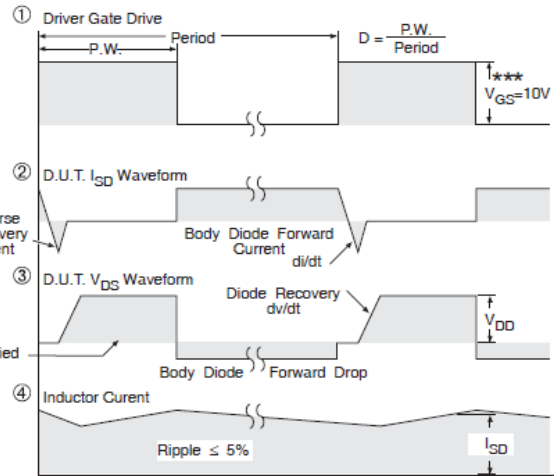 ① Driver Gate Drive
P.W.
Period
D = P.W.
Period
***
VGS=10V
② D.U.T. ISD Waveform
Body Diode Forward
Current
di/dt
③ D.U.T. VDS Waveform
Diode Recovery
dv/dt
VDD
Body Diode Forward Drop
④ Inductor Curent
Ripple ≤ 5%
ISD